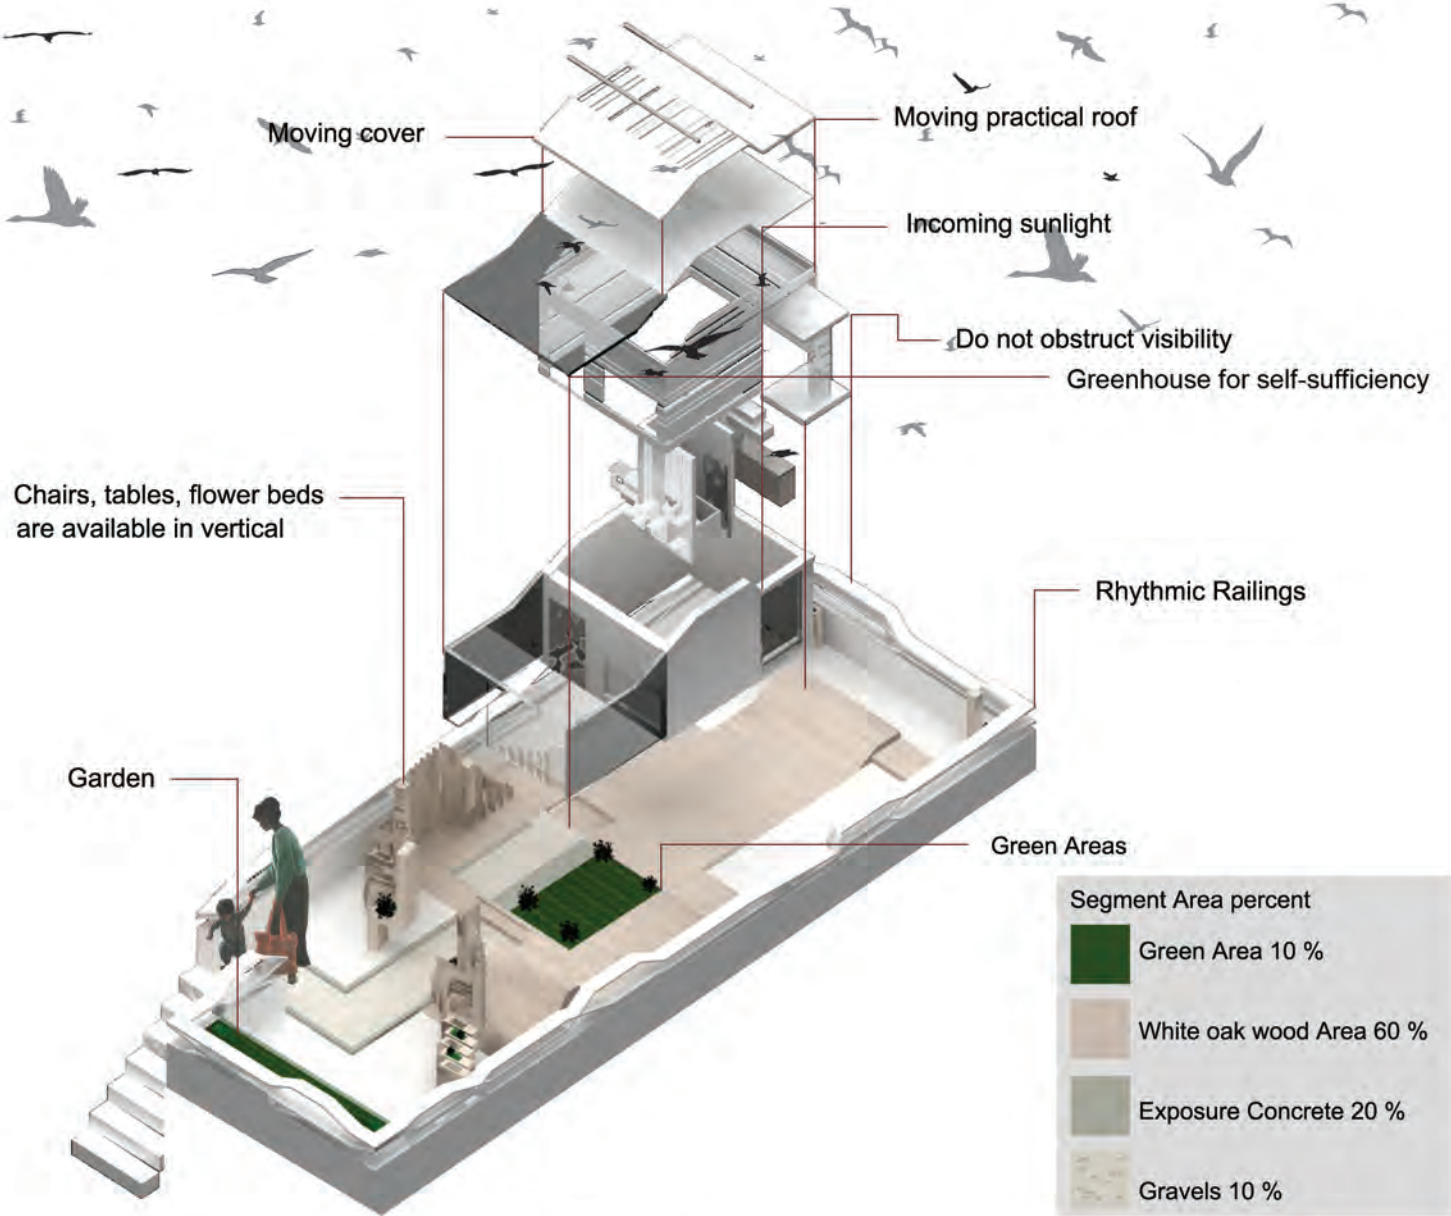 Moving cover
Moving practical roof
Incoming sunlight
Do not obstruct visibility
Greenhouse for self-sufficiency
Chairs, tables, flower beds
are available in vertical
Rhythmic Railings
Garden
Green Areas
Segment Area percent
Green Area 10 %
White oak wood Area 60 %
Exposure Concrete 20 %
Gravels 10 %